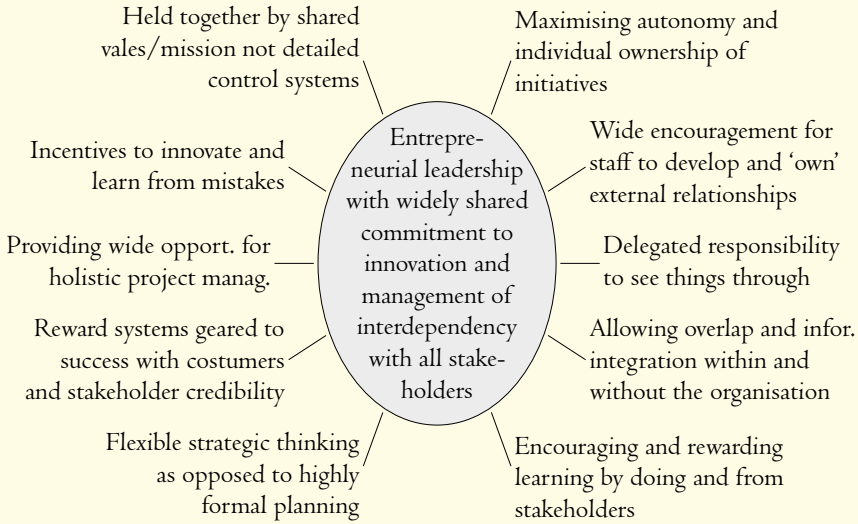 Held together by shared
vales/mission not detailed
control systems
Maximising autonomy and
individual ownership of
initiatives
Incentives to innovate and
learn from mistakes
Wide encouragement for
staff to develop and ‘own’
external relationships
Entrepre-
neurial leadership
with widely shared
commitment to
innovation and
management of
interdependency
with all stake-
holders
Providing wide opport. for
holistic project manag.
Delegated responsibility
to see things through
Reward systems geared to
success with costumers
and stakeholder credibility
Allowing overlap and infor.
integration within and
without the organisation
Flexible strategic thinking
as opposed to highly
formal planning
Encouraging and rewarding
learning by doing and from
stakeholders